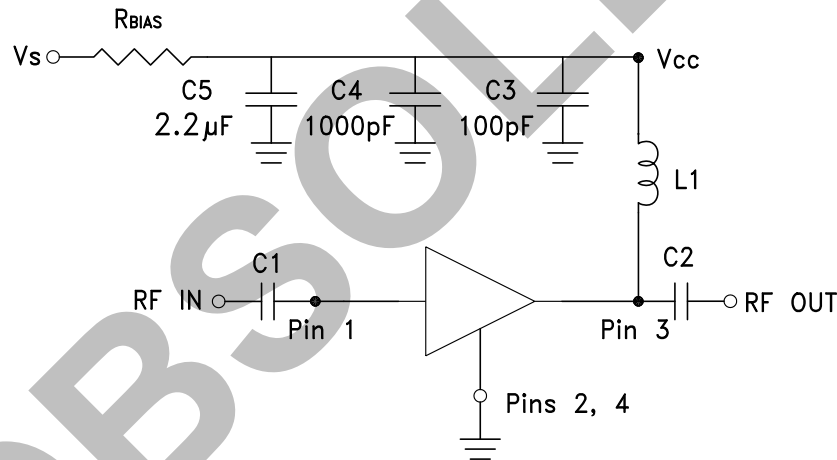 RBIAS
Vs
Vcc
C5
2.2µF
C4
1000pF
C3
100pF
L1
C1
C2
RF IN
RF OUT
Pin 1
Pin 3
Pins 2, 4
OBSOLE